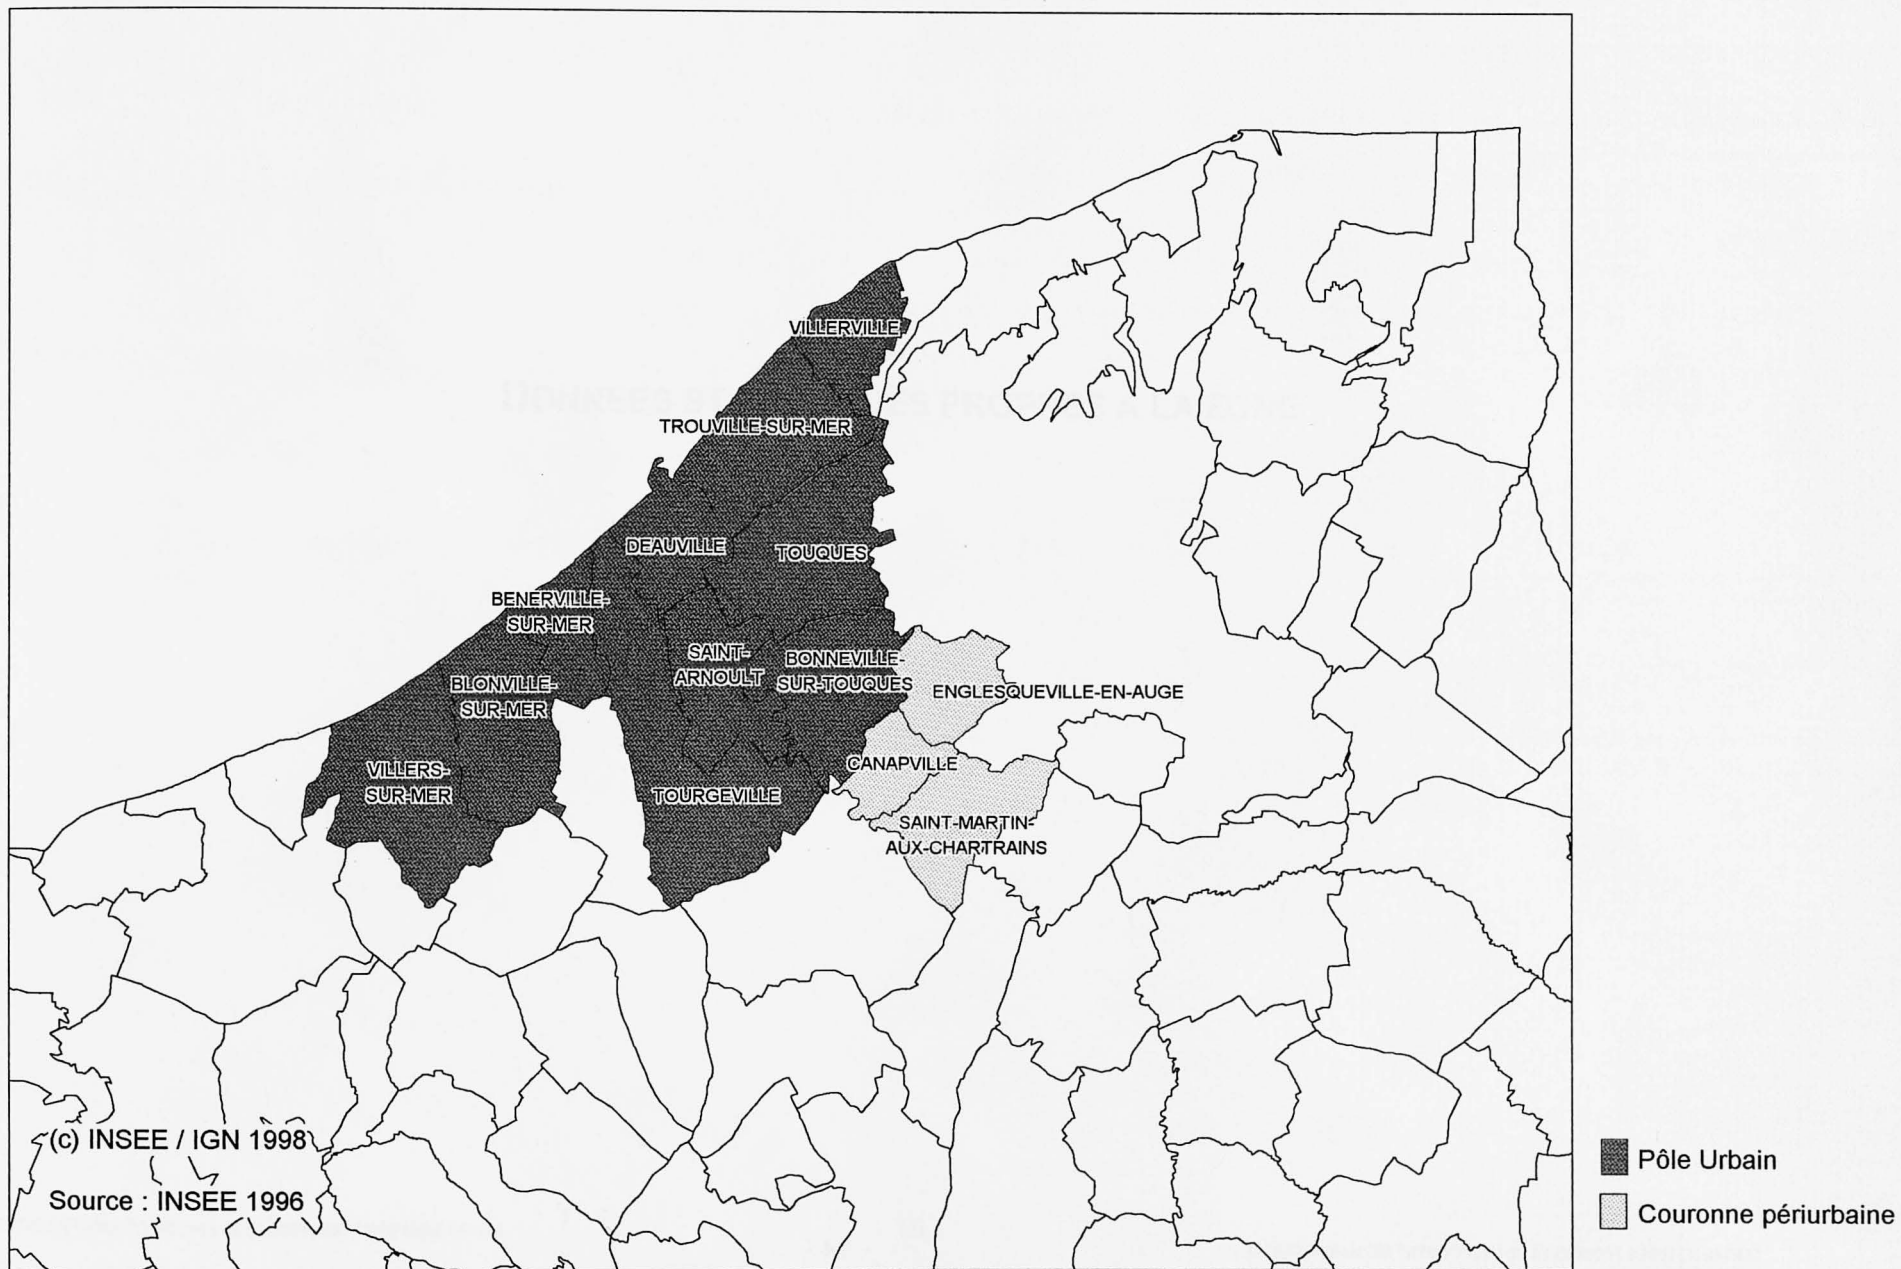 VILLERVILLE
TROUVILLE-SUR-MER
DEAUVILLE
TOUQUES
BENERVILLE-
SUR-MER
SAINT-
ARNOULT
BONNEVILLE-
SUR-TOUQUES
BLONVILLE-
SUR-MER
ENGLESQUEVILLE-EN-AUGE
CANAPVILLE
VILLERS-
SUR-MER
TOURGEVILLE
SAINT-MARTIN-
AUX-CHARTRAINS
(c) INSEE / IGN 1998
Source : INSEE 1996
Pôle Urbain
Couronne périurbaine